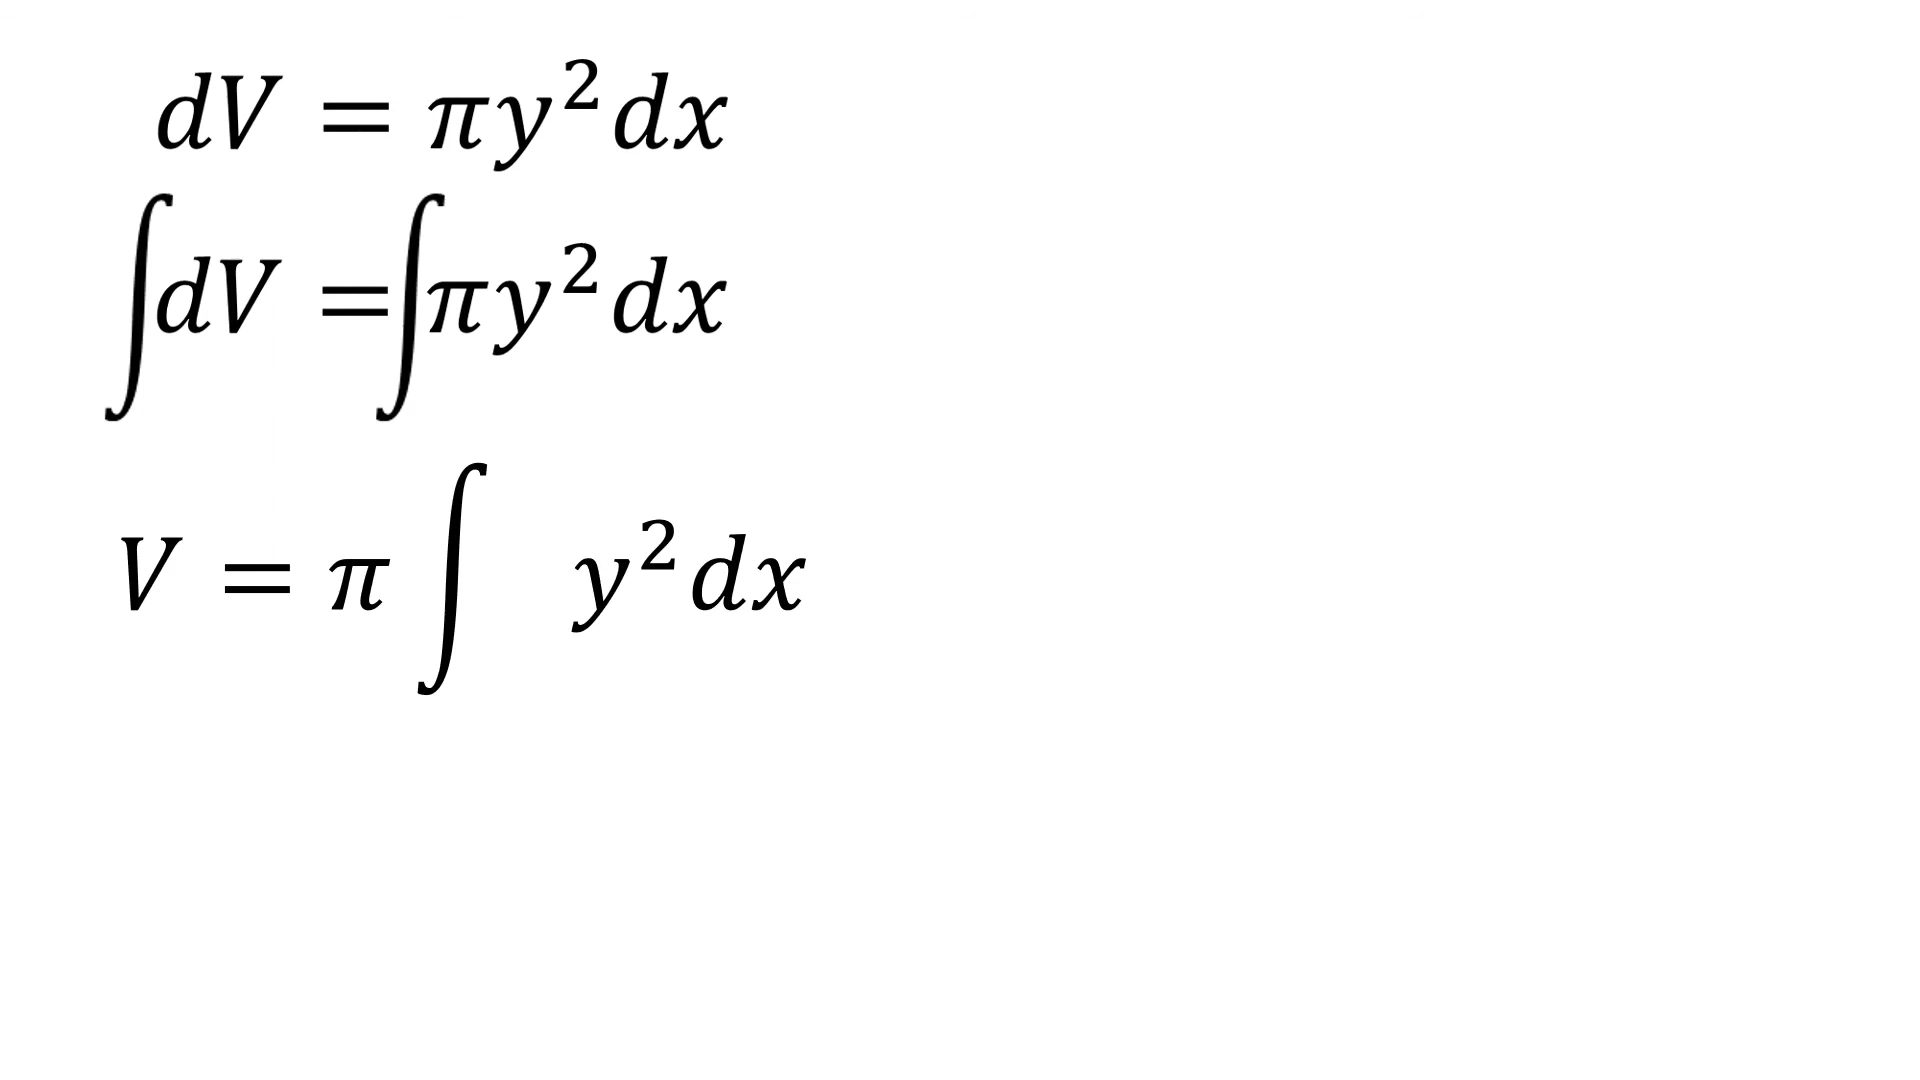 dV = πy²dx
∫dV = ∫πy²dx
V = π∫ y²dx